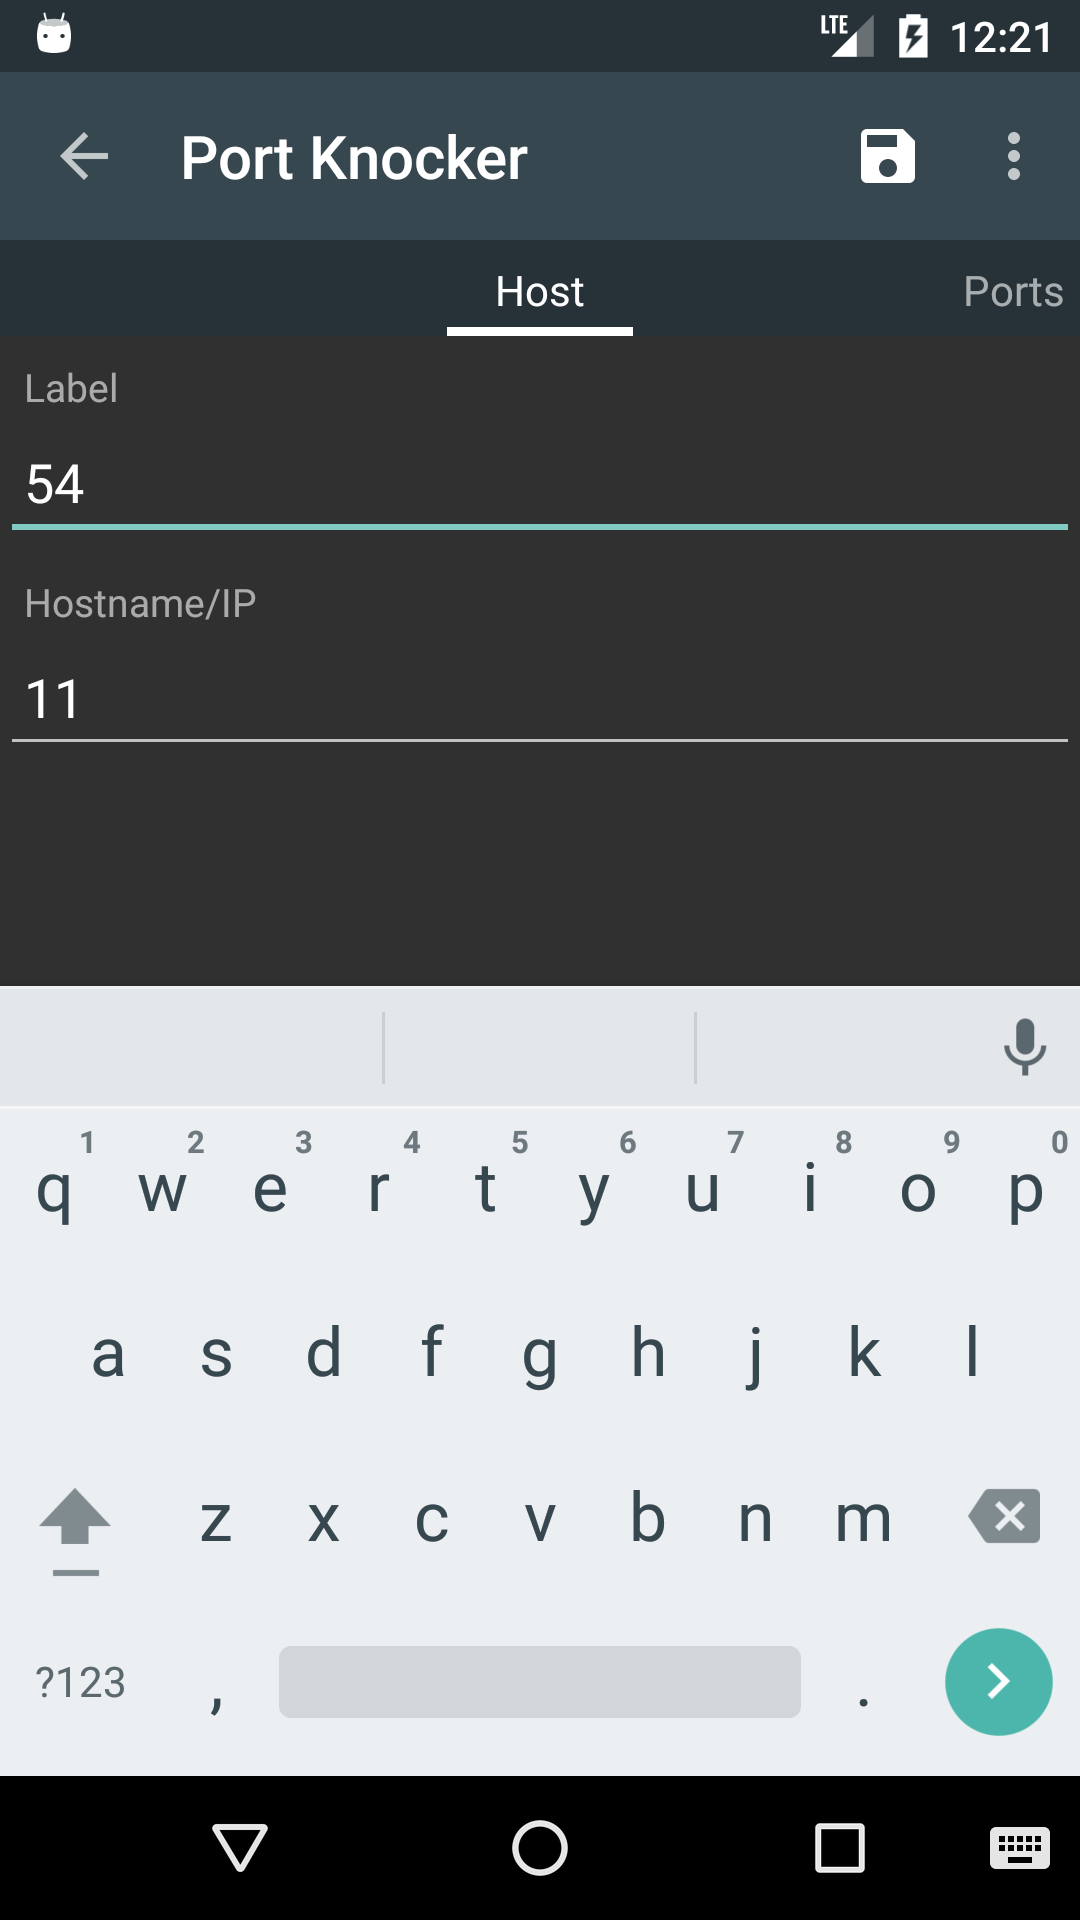 LTE 12:21
Port Knocker
Host Ports
Label
54
Hostname/IP
11
1 2 3 4 5 6 7 8 9 0
q w e r t y u i o p
a s d f g h j k l
z x c v b n m
?123 , .